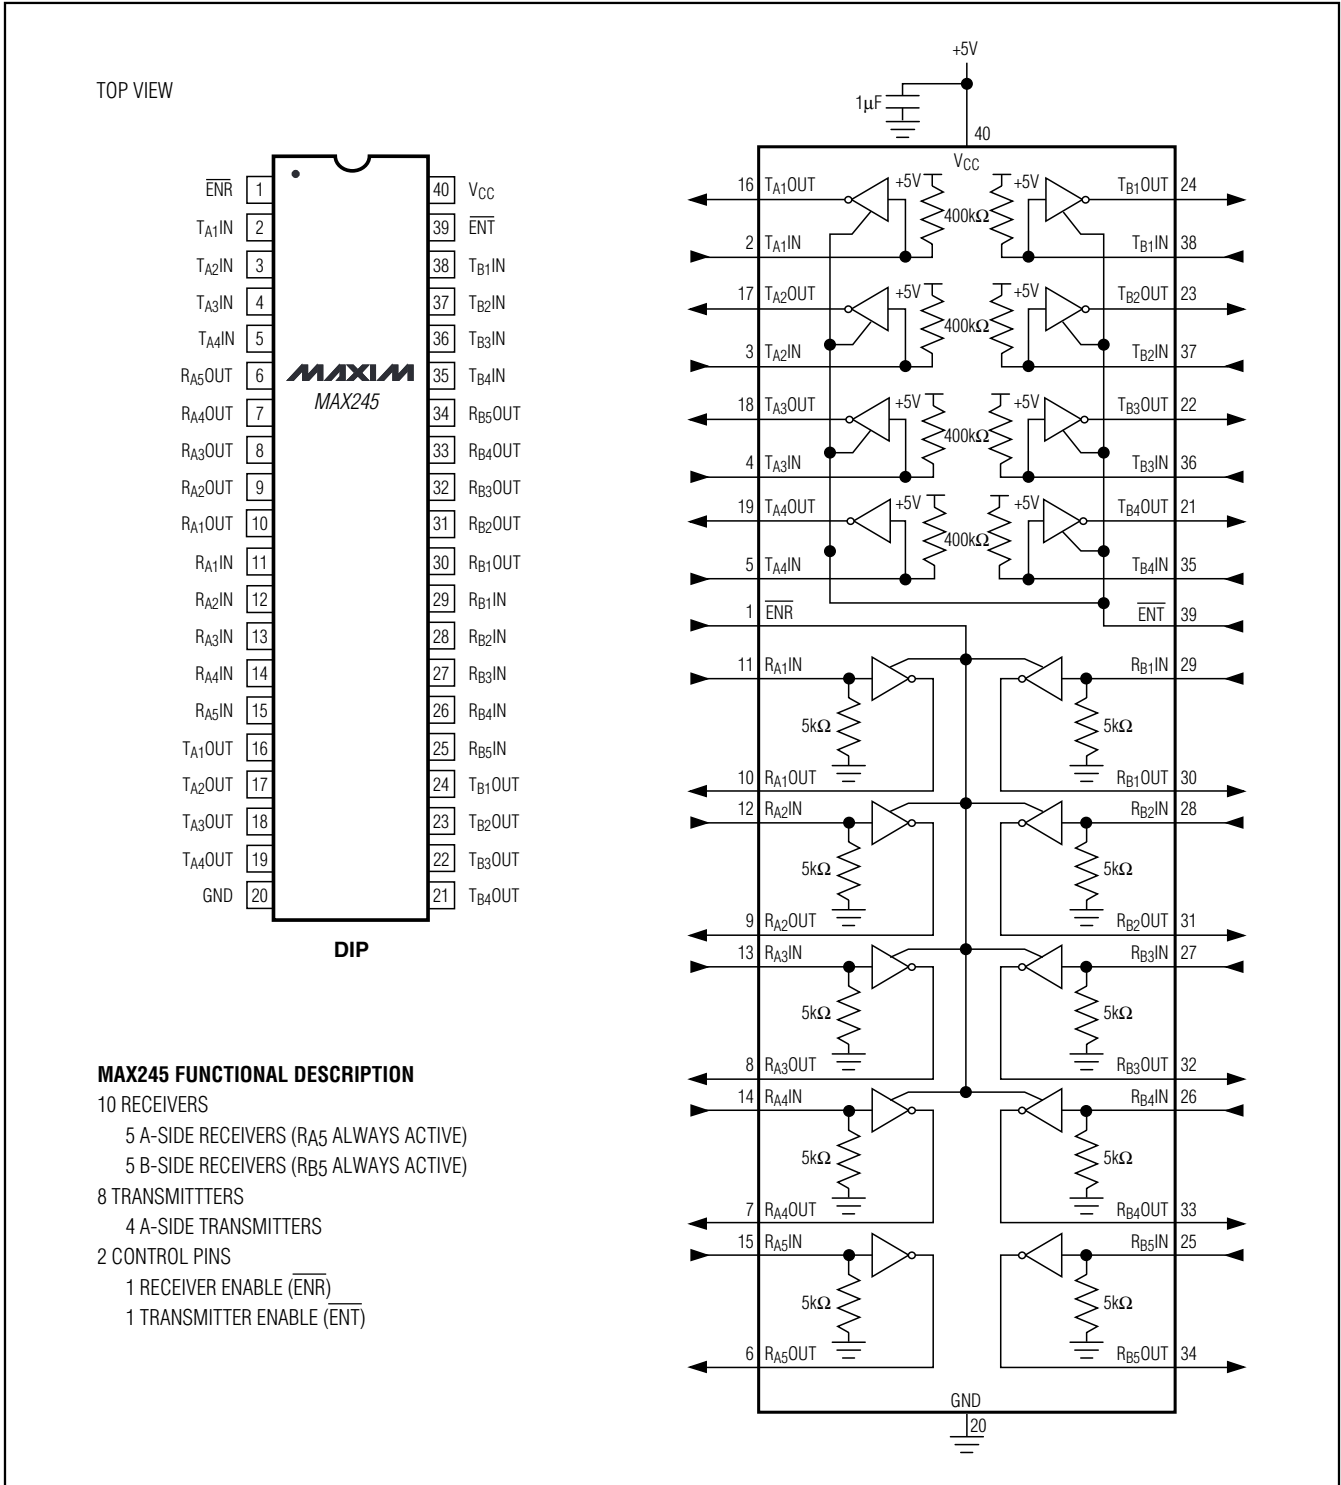 TOP VIEW
ENR 1
TA1IN 2
TA2IN 3
TA3IN 4
TA4IN 5
RA5OUT 6
RA4OUT 7
RA3OUT 8
RA2OUT 9
RA1OUT 10
RA1IN 11
RA2IN 12
RA3IN 13
RA4IN 14
RA5IN 15
TA1OUT 16
TA2OUT 17
TA3OUT 18
TA4OUT 19
GND 20
MAXIM
MAX245
40 VCC
39 ENT
38 TB1IN
37 TB2IN
36 TB3IN
35 TB4IN
34 RB5OUT
33 RB4OUT
32 RB3OUT
31 RB2OUT
30 RB1OUT
29 RB1IN
28 RB2IN
27 RB3IN
26 RB4IN
25 RB5IN
24 TB1OUT
23 TB2OUT
22 TB3OUT
21 TB4OUT
DIP
MAX245 FUNCTIONAL DESCRIPTION
10 RECEIVERS
5 A-SIDE RECEIVERS (RA5 ALWAYS ACTIVE)
5 B-SIDE RECEIVERS (RB5 ALWAYS ACTIVE)
8 TRANSMITTTERS
4 A-SIDE TRANSMITTERS
2 CONTROL PINS
1 RECEIVER ENABLE (ENR)
1 TRANSMITTER ENABLE (ENT)
+5V
1µF
40
VCC
16 TA1OUT +5V +5V TB1OUT 24
400kΩ
2 TA1IN TB1IN 38
17 TA2OUT +5V +5V TB2OUT 23
400kΩ
3 TA2IN TB2IN 37
18 TA3OUT +5V +5V TB3OUT 22
400kΩ
4 TA3IN TB3IN 36
19 TA4OUT +5V +5V TB4OUT 21
400kΩ
5 TA4IN TB4IN 35
1 ENR ENT 39
11 RA1IN RB1IN 29
5kΩ 5kΩ
10 RA1OUT RB1OUT 30
12 RA2IN RB2IN 28
5kΩ 5kΩ
9 RA2OUT RB2OUT 31
13 RA3IN RB3IN 27
5kΩ 5kΩ
8 RA3OUT RB3OUT 32
14 RA4IN RB4IN 26
5kΩ 5kΩ
7 RA4OUT RB4OUT 33
15 RA5IN RB5IN 25
5kΩ 5kΩ
6 RA5OUT RB5OUT 34
GND
20